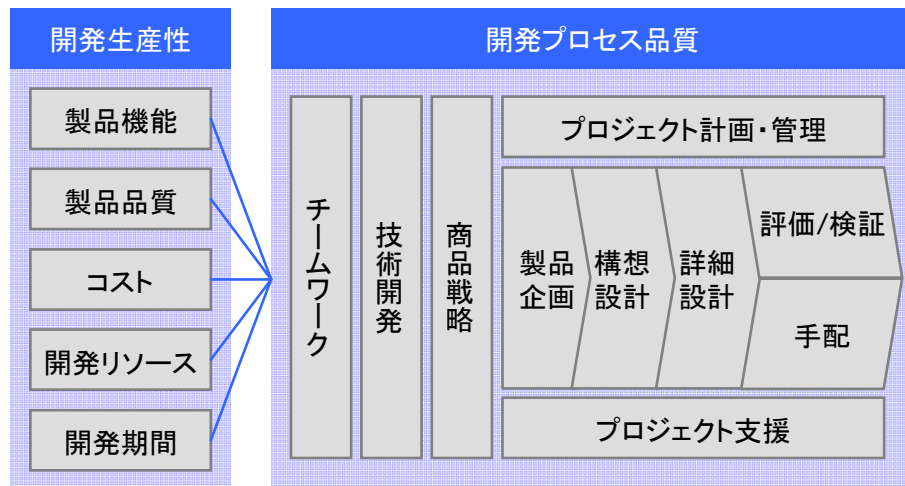 開発生産性
製品機能
製品品質
コスト
開発リソース
開発期間
開発プロセス品質
チームワーク
技術開発
商品戦略
プロジェクト計画・管理
製品
企画
構想
設計
詳細
設計
評価/検証
手配
プロジェクト支援